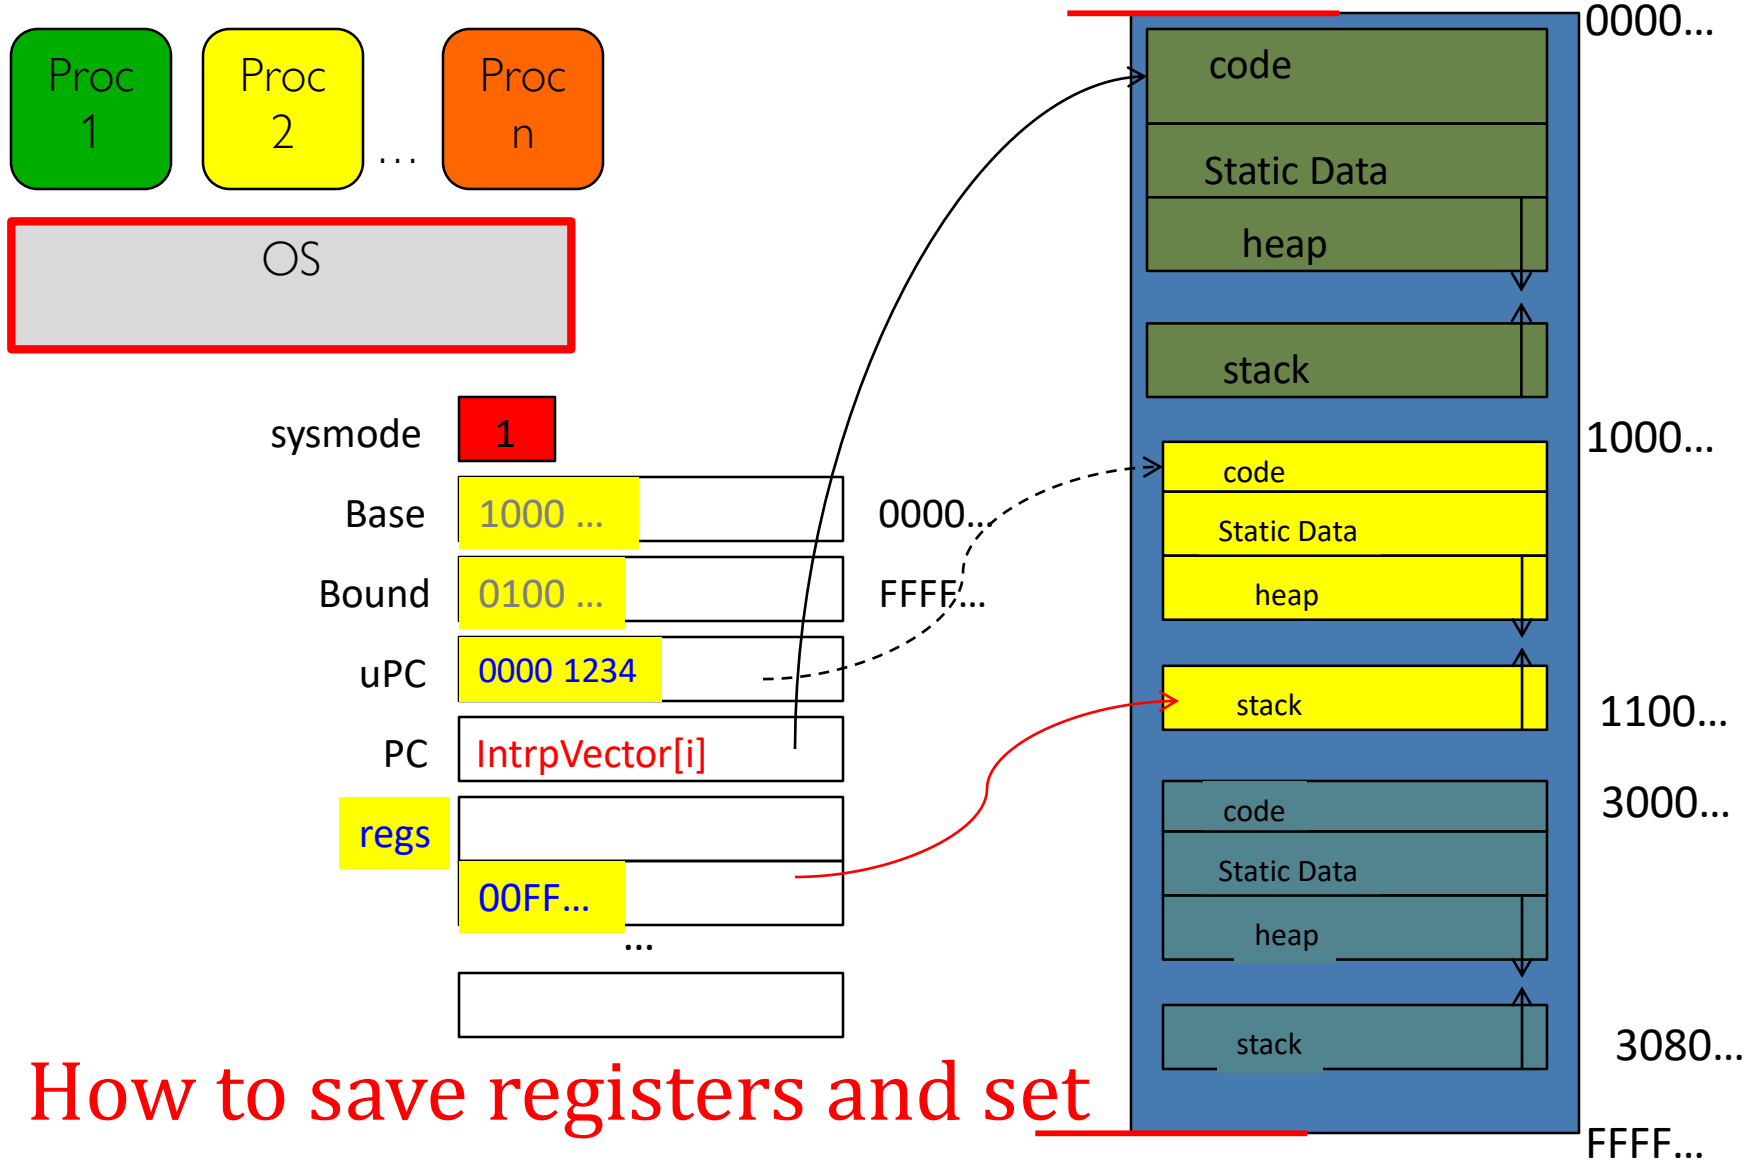 Proc
1
Proc
2
...
Proc
n
OS
sysmode
1
Base
1000 ...
0000...
Bound
0100 ...
FFFF...
uPC
0000 1234
PC
IntrpVector[i]
regs
00FF...
...
How to save registers and set
code
Static Data
heap
stack
code
Static Data
heap
stack
code
Static Data
heap
stack
0000...
1000...
1100...
3000...
3080...
FFFF...